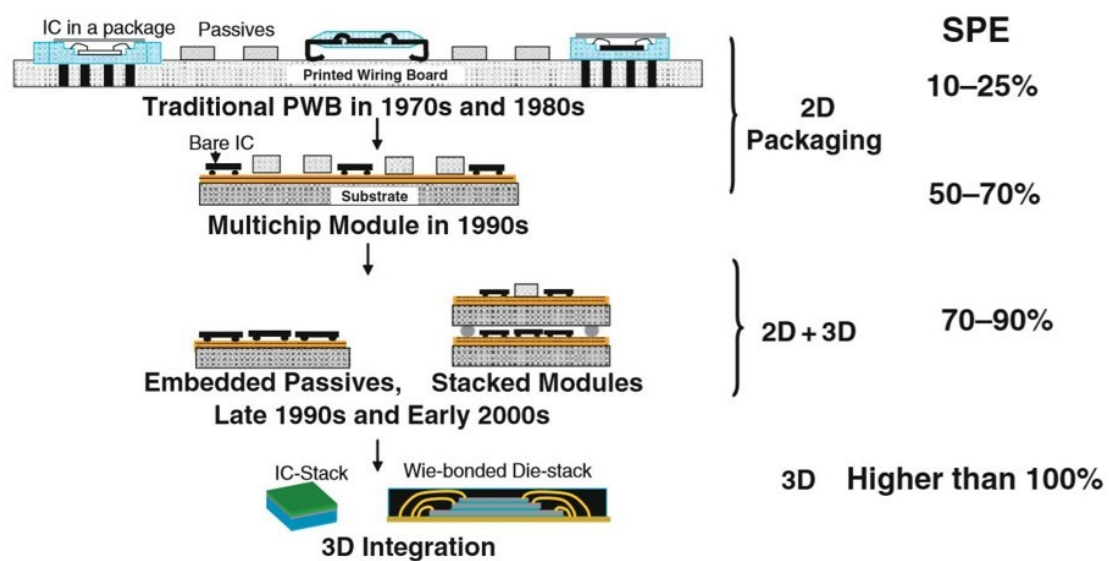 IC in a package
Passives
SPE
Printed Wiring Board
10–25%
Traditional PWB in 1970s and 1980s
2D
Packaging
Bare IC
Substrate
50–70%
Multichip Module in 1990s
2D + 3D
70–90%
Embedded Passives,
Stacked Modules
Late 1990s and Early 2000s
IC-Stack
Wie-bonded Die-stack
3D
Higher than 100%
3D Integration